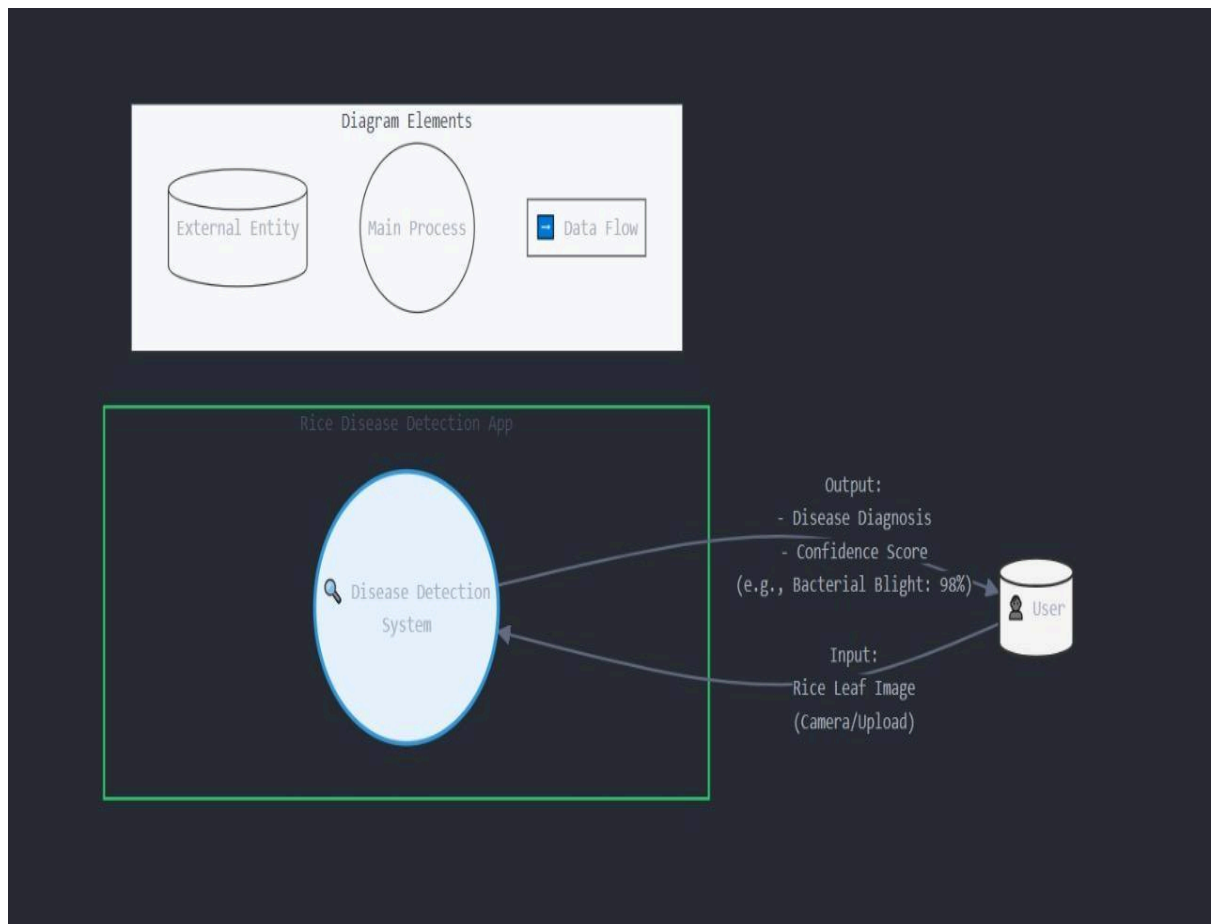 Diagram Elements
External Entity
Main Process
➡ Data Flow
Rice Disease Detection App
🔍 Disease Detection
System
Output:
- Disease Diagnosis
- Confidence Score
(e.g., Bacterial Blight: 98%)
User
Input:
Rice Leaf Image
(Camera/Upload)